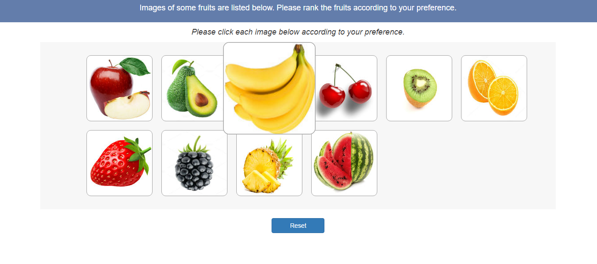 Images of some fruits are listed below. Please rank the fruits according to your preference.
Please click each image below according to your preference.
Reset